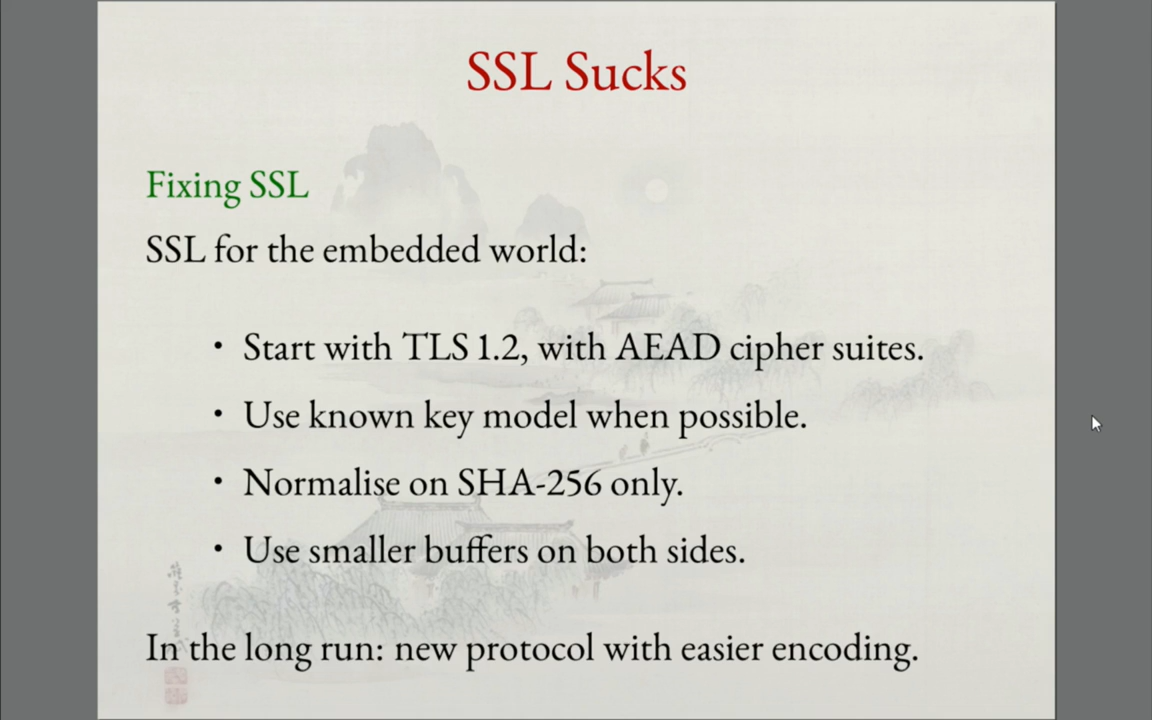 SSL Sucks
Fixing SSL
SSL for the embedded world:
• Start with TLS 1.2, with AEAD cipher suites.
• Use known key model when possible.
• Normalise on SHA-256 only.
• Use smaller buffers on both sides.
In the long run: new protocol with easier encoding.